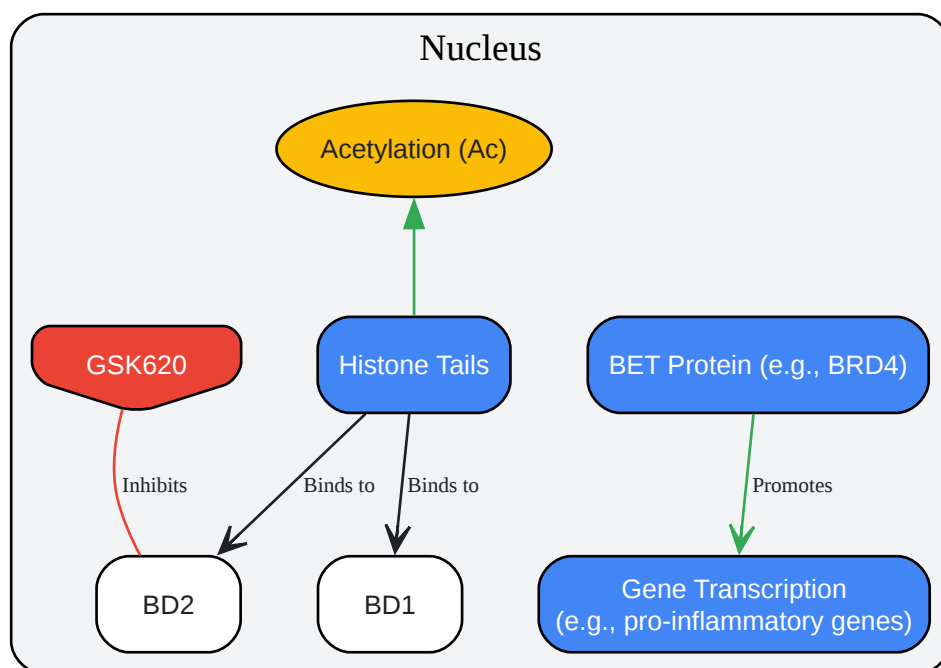 Nucleus
Acetylation (Ac)
GSK620
Histone Tails
BET Protein (e.g., BRD4)
Inhibits
Binds to
Binds to
Promotes
BD2
BD1
Gene Transcription
(e.g., pro-inflammatory genes)